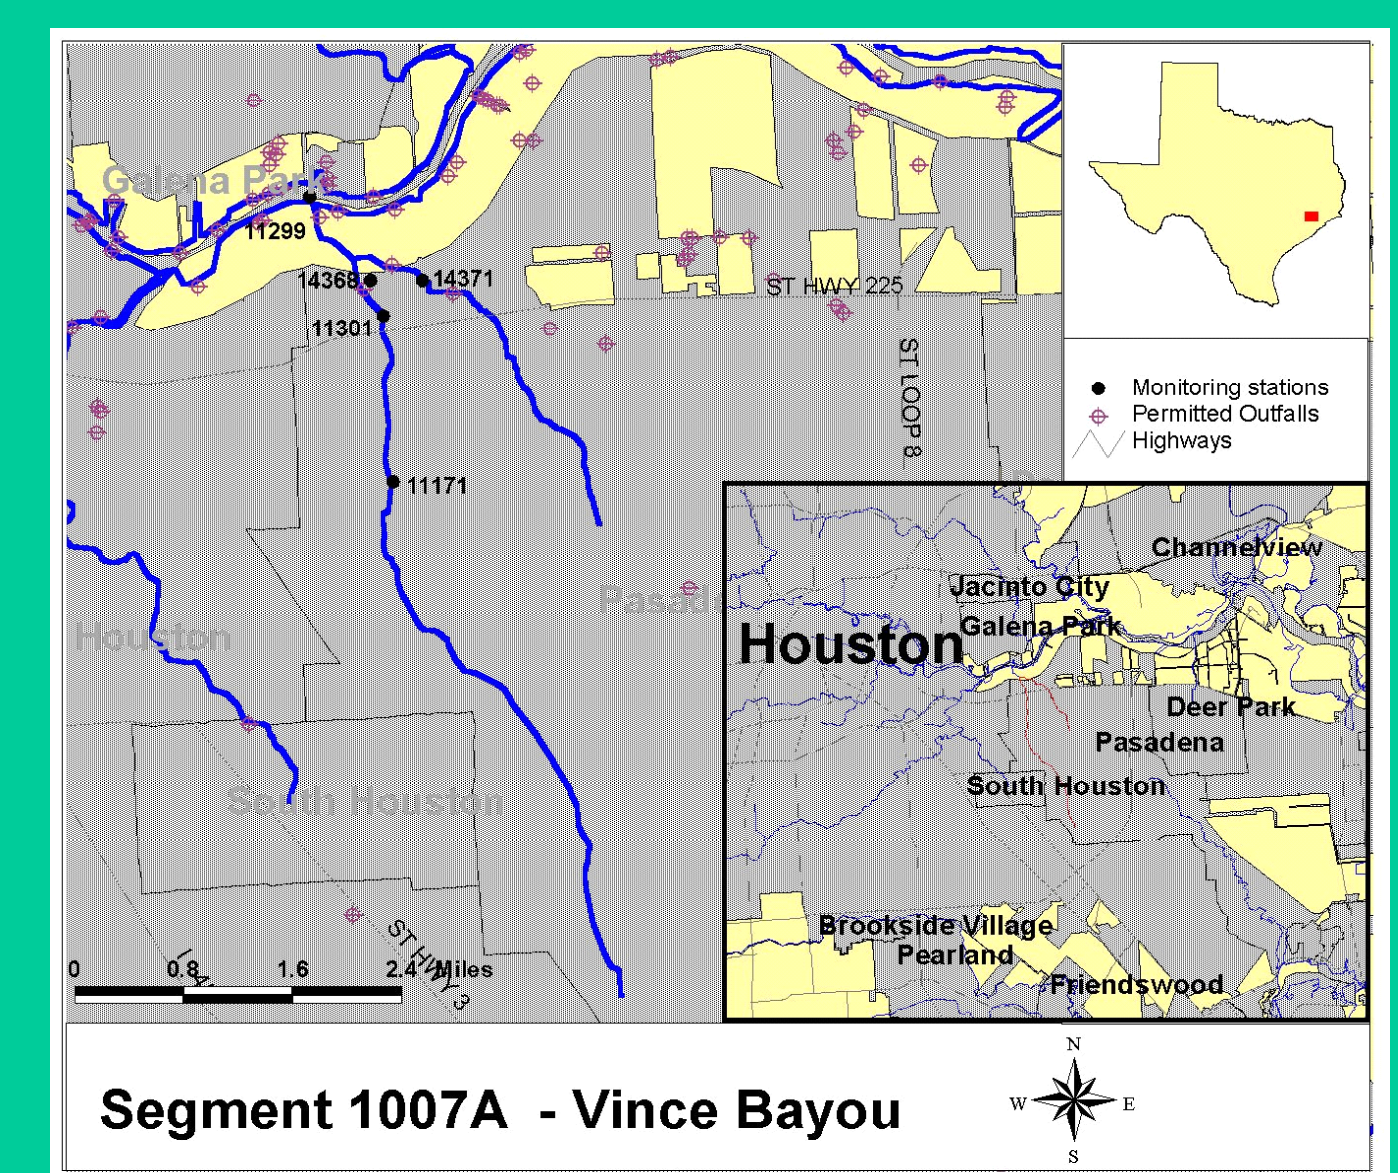 Galena Park
11299
14368
14371
11301
ST HWY 225
ST LOOP 8
11171
Houston
South Houston
ST HWY 3
0 0.8 1.6 2.4 Miles
Monitoring stations
Permitted Outfalls
Highways
Channelview
Jacinto City
Galena Park
Houston
Deer Park
Pasadena
South Houston
Brookside Village
Pearland
Friendswood
Segment 1007A - Vince Bayou
N
W E
S